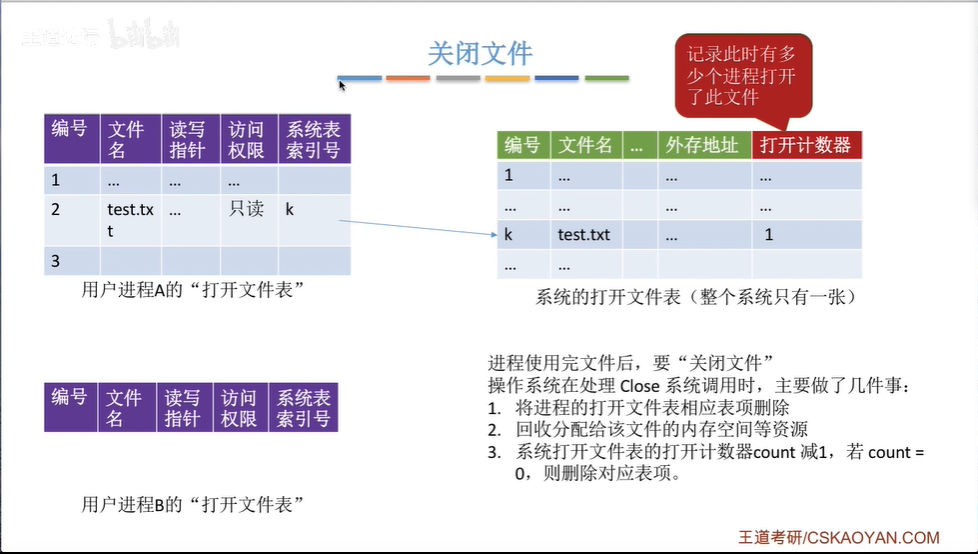 王道考研 bilibili
关闭文件
记录此时有多
少个进程打开
了此文件
编号 文件名 读写指针 访问权限 系统表索引号
1 ... ... ...
2 test.txt ... 只读 k
3
用户进程A的“打开文件表”
编号 文件名 ... 外存地址 打开计数器
1 ... ... ...
... ... ... ...
k test.txt ... 1
... ...
系统的打开文件表（整个系统只有一张）
编号 文件名 读写指针 访问权限 系统表索引号
用户进程B的“打开文件表”
进程使用完文件后，要“关闭文件”
操作系统在处理 Close 系统调用时，主要做了几件事：
1. 将进程的打开文件表相应表项删除
2. 回收分配给该文件的内存空间等资源
3. 系统打开文件表的打开计数器count 减1，若 count =
0，则删除对应表项。
王道考研/CSKAOYAN.COM